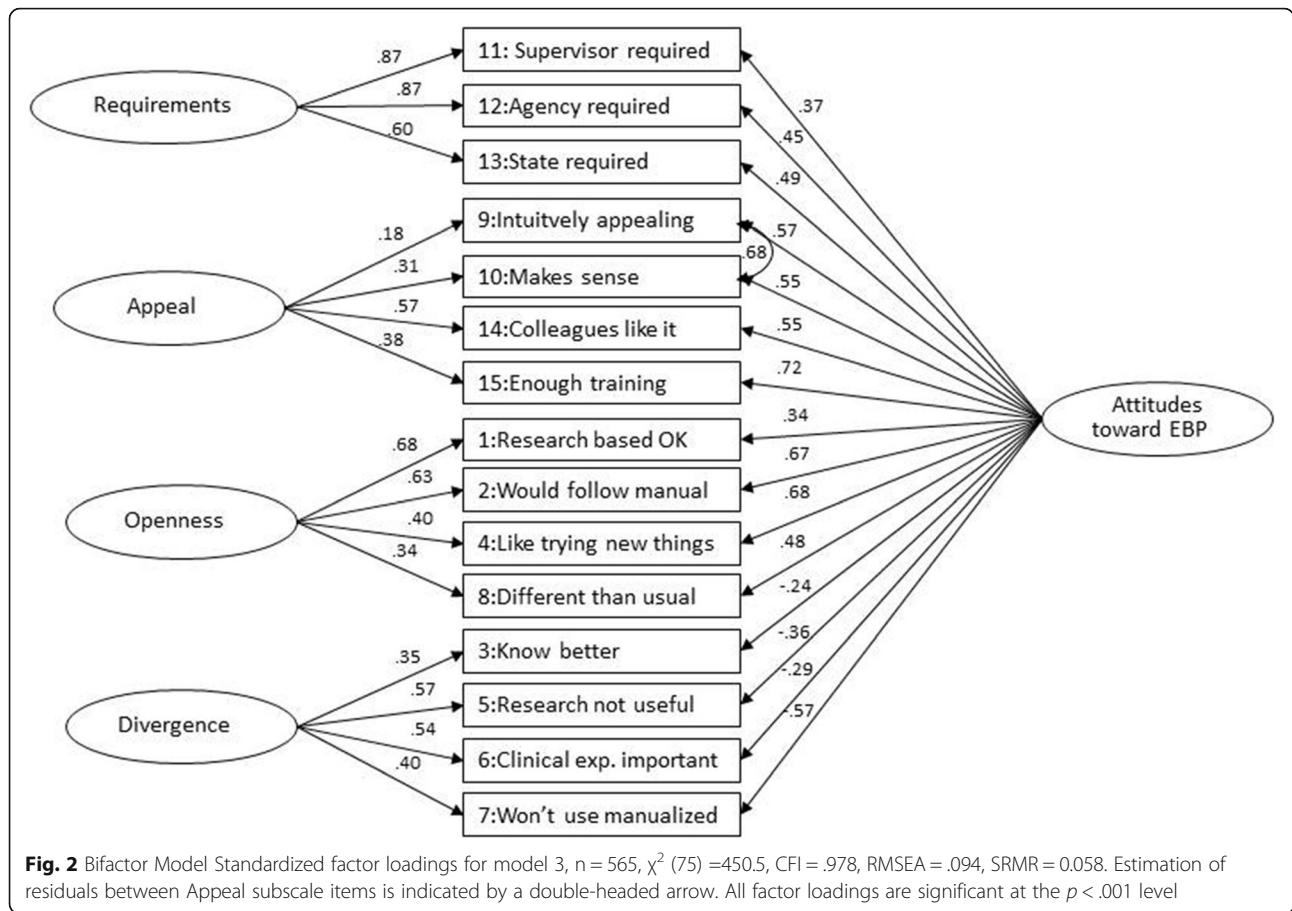 Requirements
.87
.87
.60
11: Supervisor required
12:Agency required
13:State required
.37
.45
.49
Appeal
.18
.31
.57
.38
9:Intuitvely appealing
10:Makes sense
14:Colleagues like it
15:Enough training
.57
.68
.55
.55
.72
Attitudes
toward EBP
Openness
.68
.63
.40
.34
1:Research based OK
2:Would follow manual
4:Like trying new things
8:Different than usual
.34
.67
.68
.48
Divergence
.35
.57
.54
.40
3:Know better
5:Research not useful
6:Clinical exp. important
7:Won't use manualized
-.24
-.36
-.29
-.57
Fig. 2 Bifactor Model Standardized factor loadings for model 3, n = 565, χ² (75) =450.5, CFI = .978, RMSEA = .094, SRMR = 0.058. Estimation of
residuals between Appeal subscale items is indicated by a double-headed arrow. All factor loadings are significant at the p < .001 level